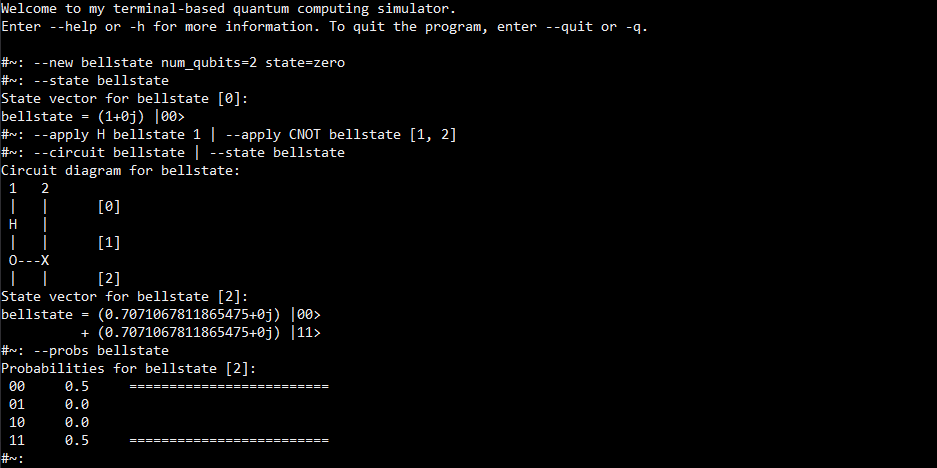 Welcome to my terminal-based quantum computing simulator.
Enter --help or -h for more information. To quit the program, enter --quit or -q.

#~: --new bellstate num_qubits=2 state=zero
#~: --state bellstate
State vector for bellstate [0]:
bellstate = (1+0j) |00>
#~: --apply H bellstate 1 | --apply CNOT bellstate [1, 2]
#~: --circuit bellstate | --state bellstate
Circuit diagram for bellstate:
 1   2
 |   |      [0]
 H   |
 |   |      [1]
 O---X
 |   |      [2]
State vector for bellstate [2]:
bellstate = (0.7071067811865475+0j) |00>
          + (0.7071067811865475+0j) |11>
#~: --probs bellstate
Probabilities for bellstate [2]:
 00     0.5     =========================
 01     0.0
 10     0.0
 11     0.5     =========================
#~: